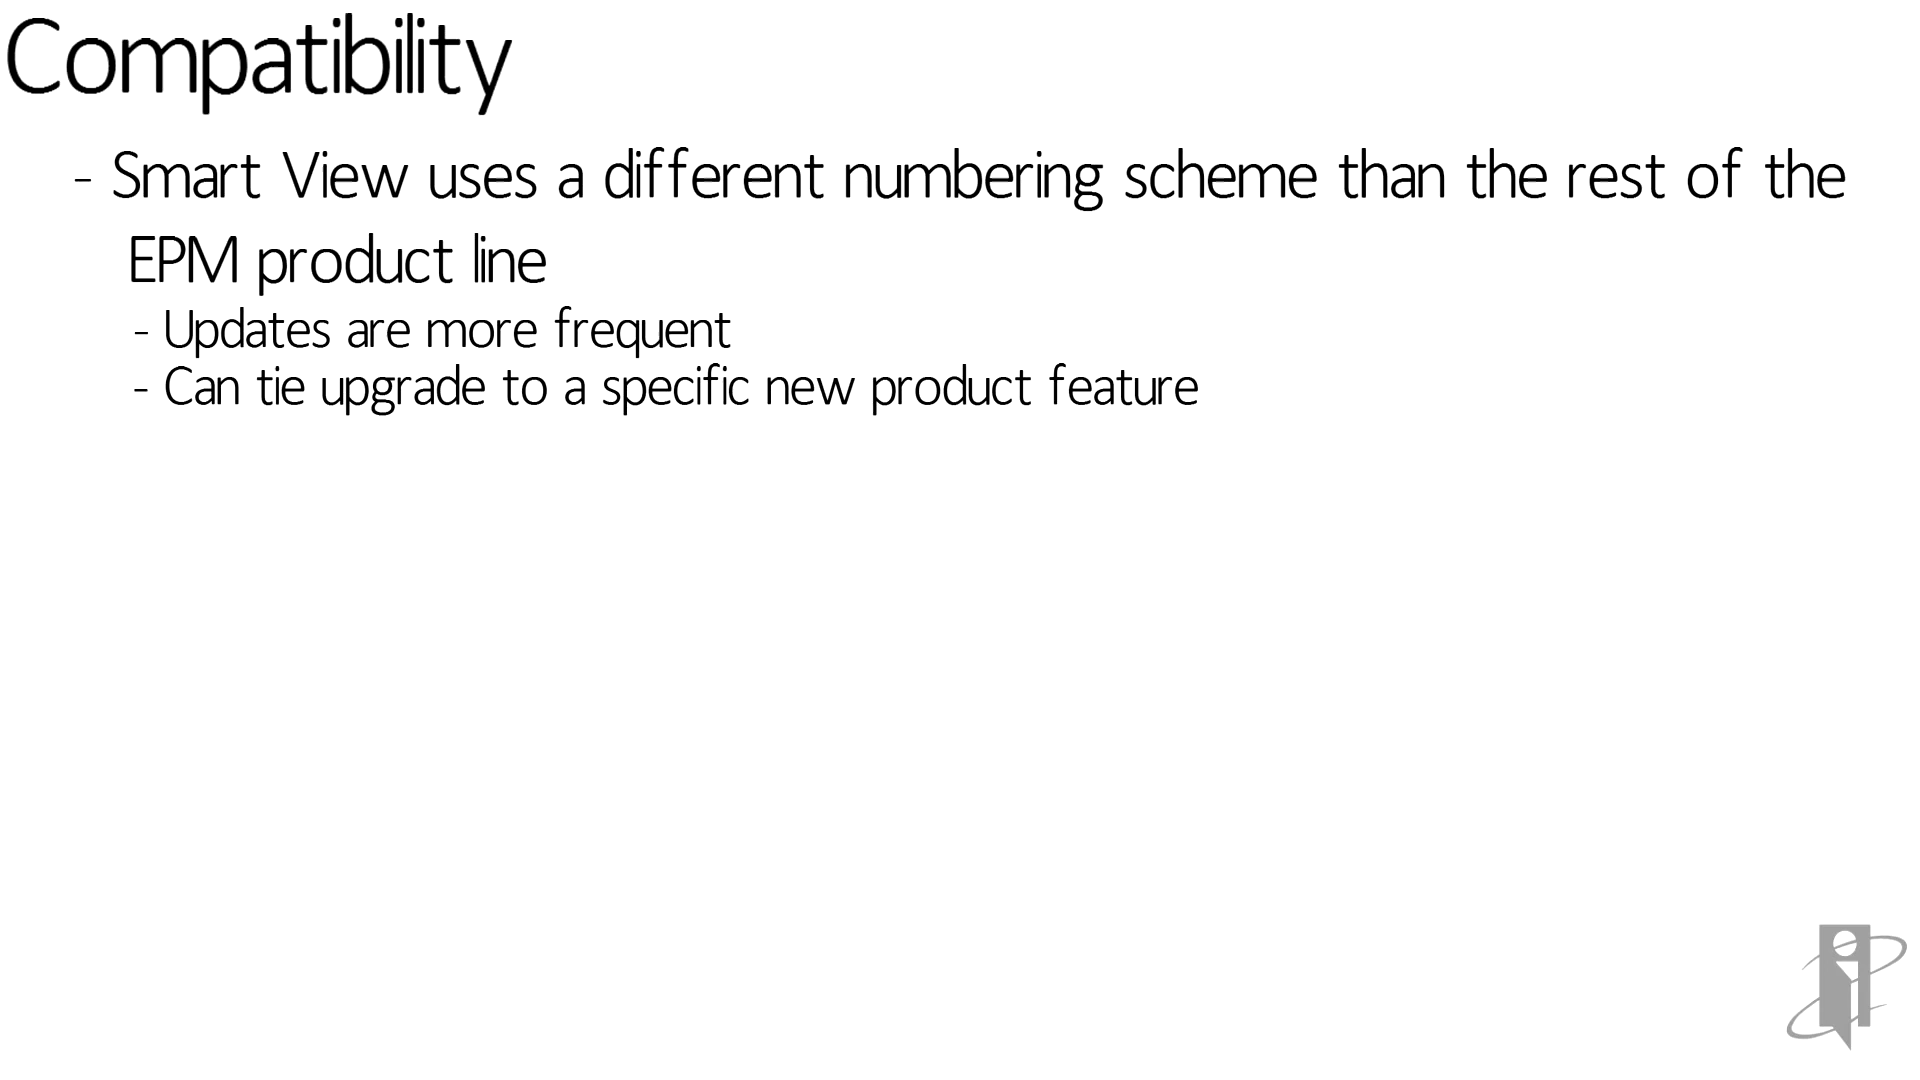 Compatibility
- Smart View uses a different numbering scheme than the rest of the
EPM product line
- Updates are more frequent
- Can tie upgrade to a specific new product feature